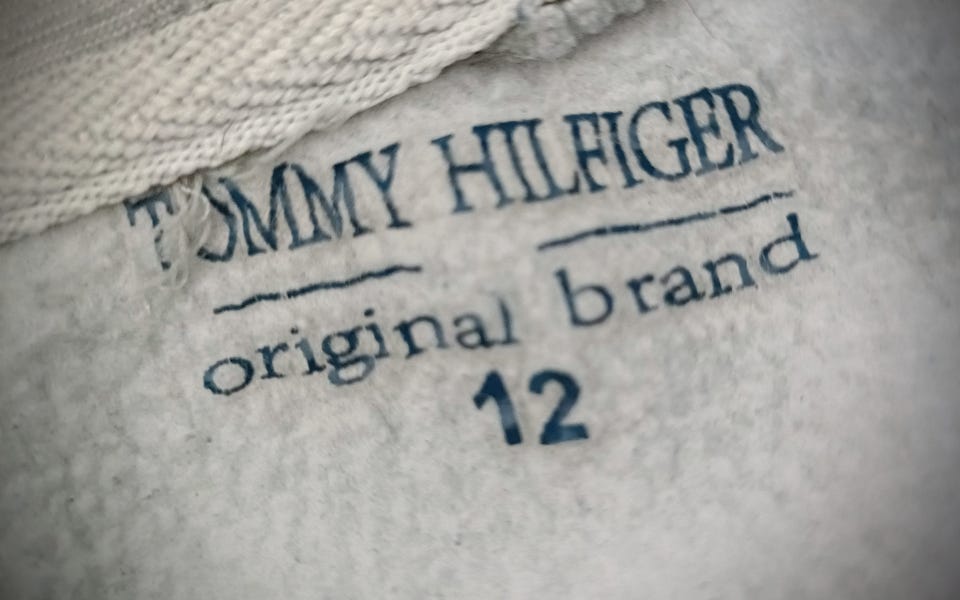 TOMMY HILFIGER
original brand
12